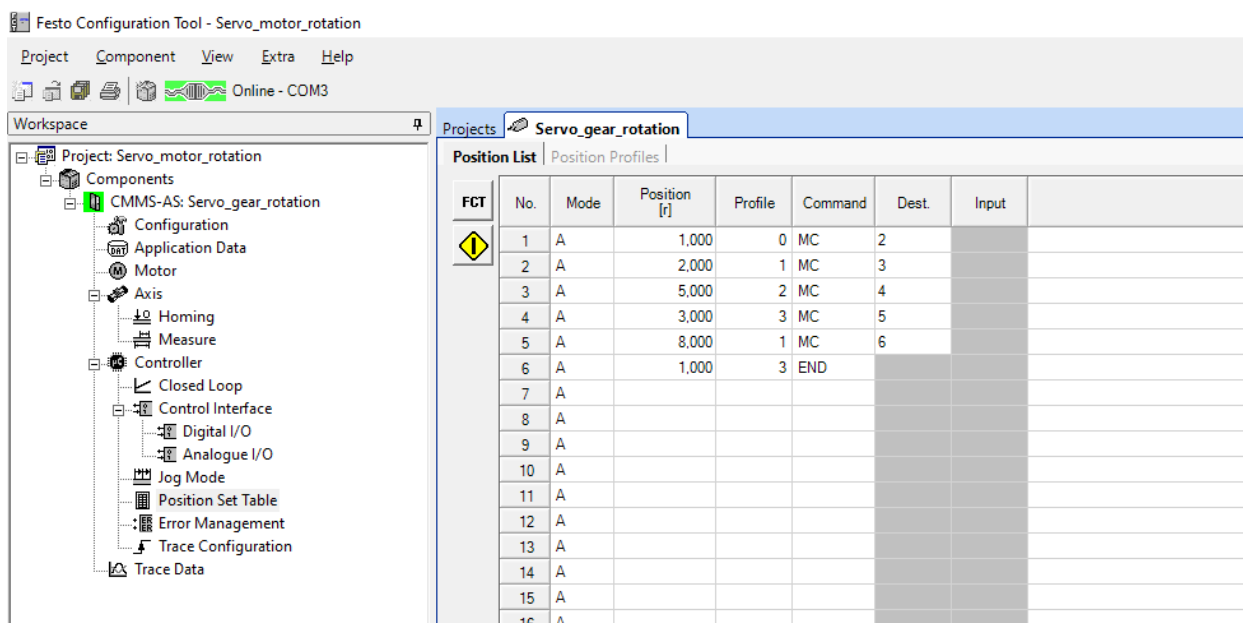 Festo Configuration Tool - Servo_motor_rotation
Project Component View Extra Help
Online - COM3
Workspace
Project: Servo_motor_rotation
Components
CMMS-AS: Servo_gear_rotation
Configuration
Application Data
Motor
Axis
Homing
Measure
Controller
Closed Loop
Control Interface
Digital I/O
Analogue I/O
Jog Mode
Position Set Table
Error Management
Trace Configuration
Trace Data
Projects Servo_gear_rotation
Position List Position Profiles
FCT No. Mode Position [r] Profile Command Dest. Input
1 A 1,000 0 MC 2
2 A 2,000 1 MC 3
3 A 5,000 2 MC 4
4 A 3,000 3 MC 5
5 A 8,000 1 MC 6
6 A 1,000 3 END
7 A
8 A
9 A
10 A
11 A
12 A
13 A
14 A
15 A
16 A